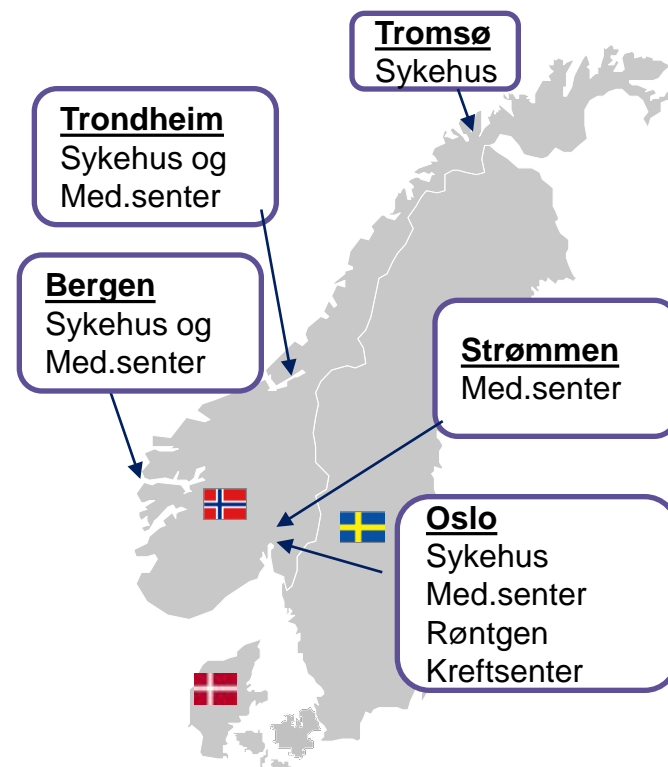 Tromsø
Sykehus
Trondheim
Sykehus og
Med.senter
Bergen
Sykehus og
Med.senter
Strømmen
Med.senter
Oslo
Sykehus
Med.senter
Røntgen
Kreftsenter